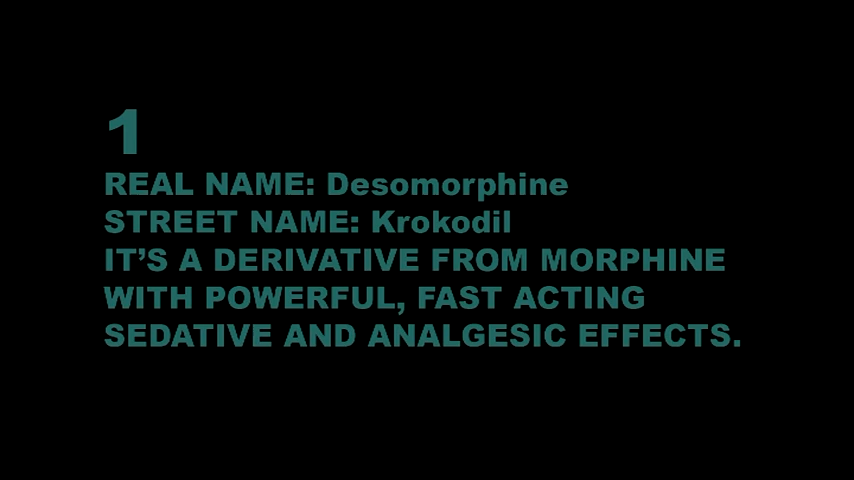 1
REAL NAME: Desomorphine
STREET NAME: Krokodil
IT’S A DERIVATIVE FROM MORPHINE
WITH POWERFUL, FAST ACTING
SEDATIVE AND ANALGESIC EFFECTS.